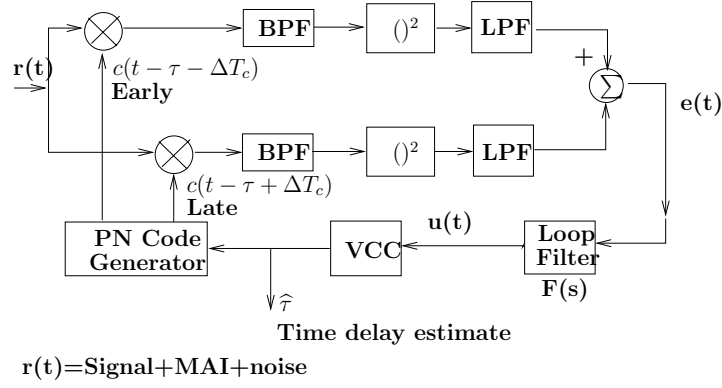 BPF
()²
LPF
r(t)
c(t − τ − ΔT_c)
Early
+
Σ
e(t)
BPF
()²
LPF
c(t − τ + ΔT_c)
Late
PN Code
Generator
VCC
u(t)
Loop
Filter
F(s)
τ̂
Time delay estimate
r(t)=Signal+MAI+noise